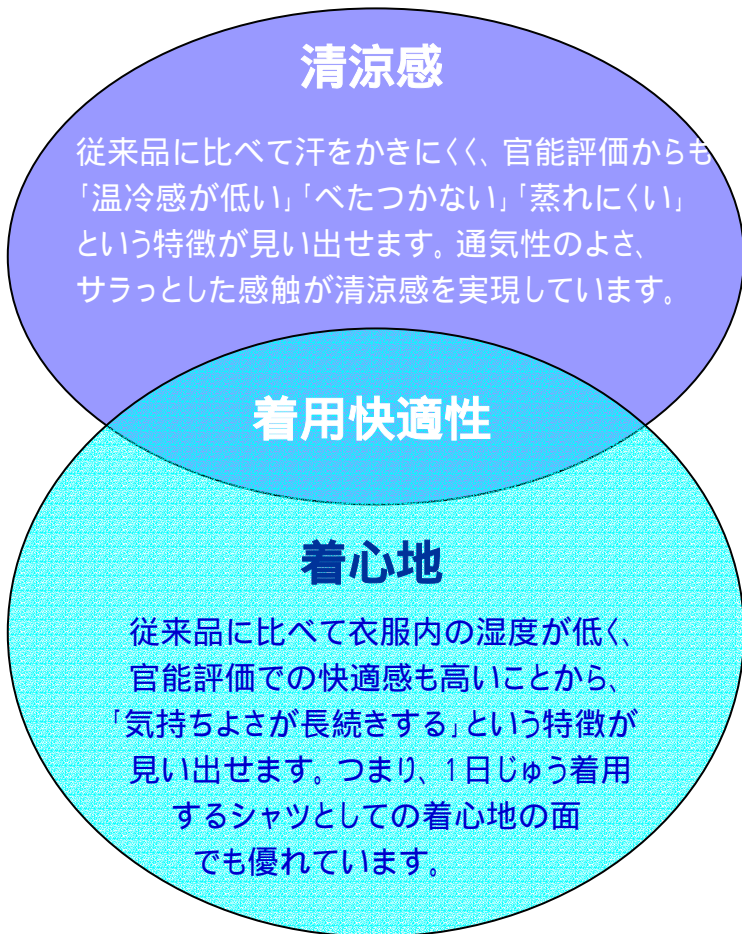 清涼感
従来品に比べて汗をかきにくく、官能評価からも
「温冷感が低い」「べたつかない」「蒸れにくい」
という特徴が見い出せます。通気性のよさ、
サラっとした感触が清涼感を実現しています。
着用快適性
着心地
従来品に比べて衣服内の湿度が低く、
官能評価での快適感も高いことから、
「気持ちよさが長続きする」という特徴が
見い出せます。つまり、1日じゅう着用
するシャツとしての着心地の面
でも優れています。